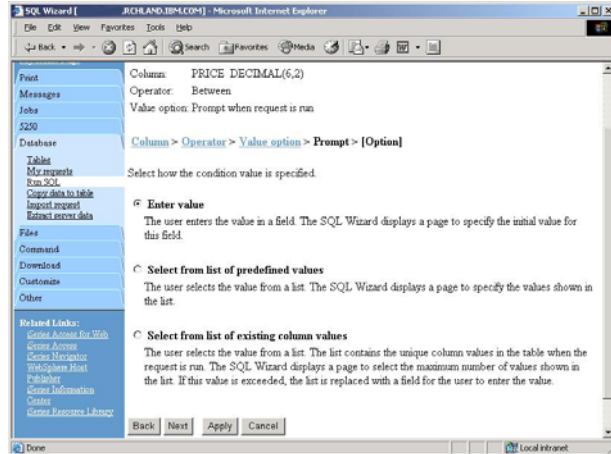 SQL Wizard [ .RCHLAND.IBM.COM] - Microsoft Internet Explorer
File Edit View Favorites Tools Help
Back Search Favorites Media
Print
Messages
Jobs
5250
Database
Tables
My requests
Run SQL
Copy data to table
Import request
Extract server data
Files
Command
Download
Customize
Other
Related Links:
iSeries Access for Web
iSeries Access
iSeries Navigator
WebSphere Host
Publisher
iSeries Information
Center
iSeries Resource Library
Column: PRICE DECIMAL(6,2)
Operator: Between
Value option: Prompt when request is run
Column > Operator > Value option > Prompt > [Option]
Select how the condition value is specified.
Enter value
The user enters the value in a field. The SQL Wizard displays a page to specify the initial value for
this field.
Select from list of predefined values
The user selects the value from a list. The SQL Wizard displays a page to specify the values shown in
the list.
Select from list of existing column values
The user selects the value from a list. The list contains the unique column values in the table when the
request is run. The SQL Wizard displays a page to select the maximum number of values shown in
the list. If this value is exceeded, the list is replaced with a field for the user to enter the value.
Back Next Apply Cancel
Done Local intranet